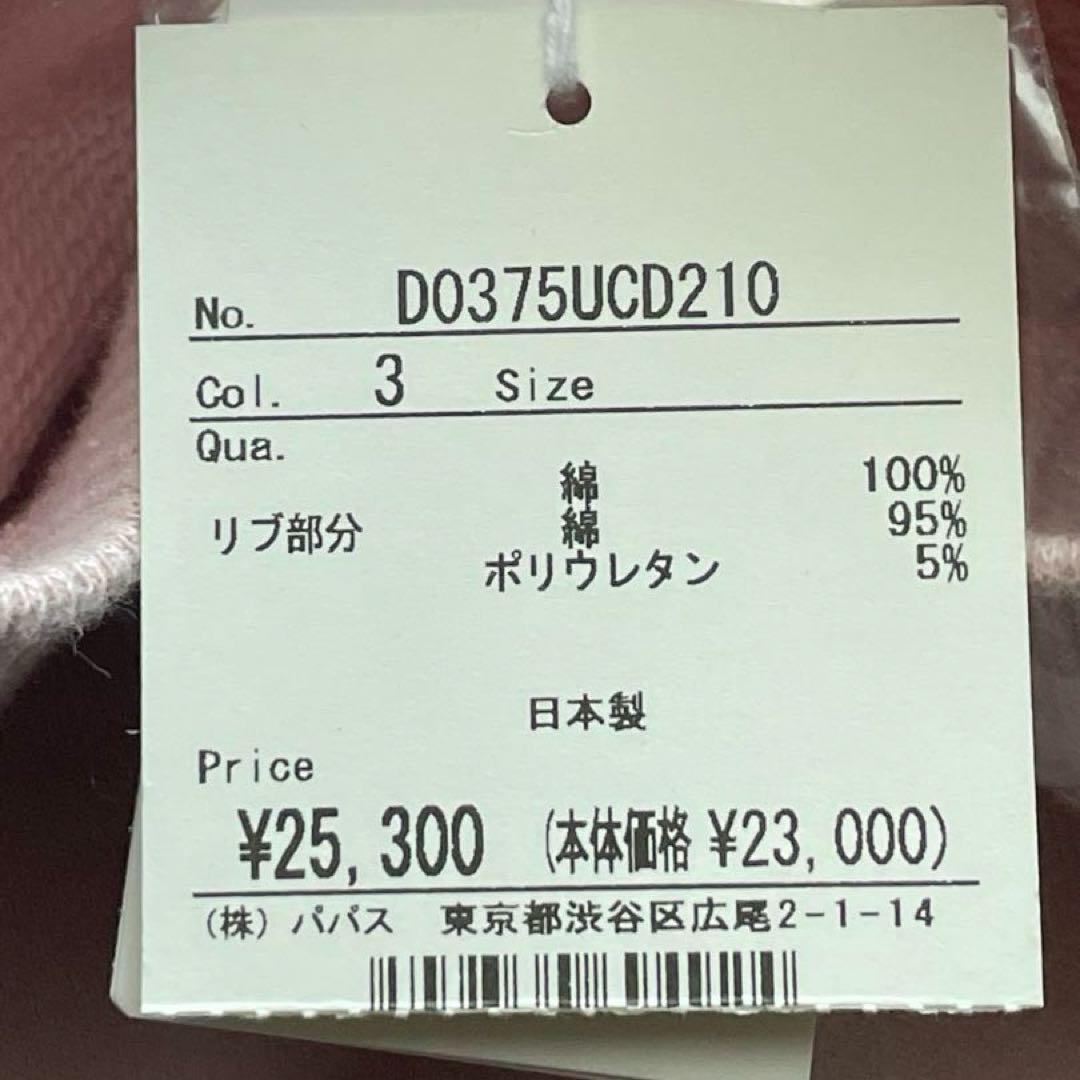 No. D0375UCD210
Col. 3 Size
Qua.
綿 100%
リブ部分 綿 95%
ポリウレタン 5%
日本製
Price
¥25,300 (本体価格 ¥23,000)
(株) パパス 東京都渋谷区広尾2-1-14